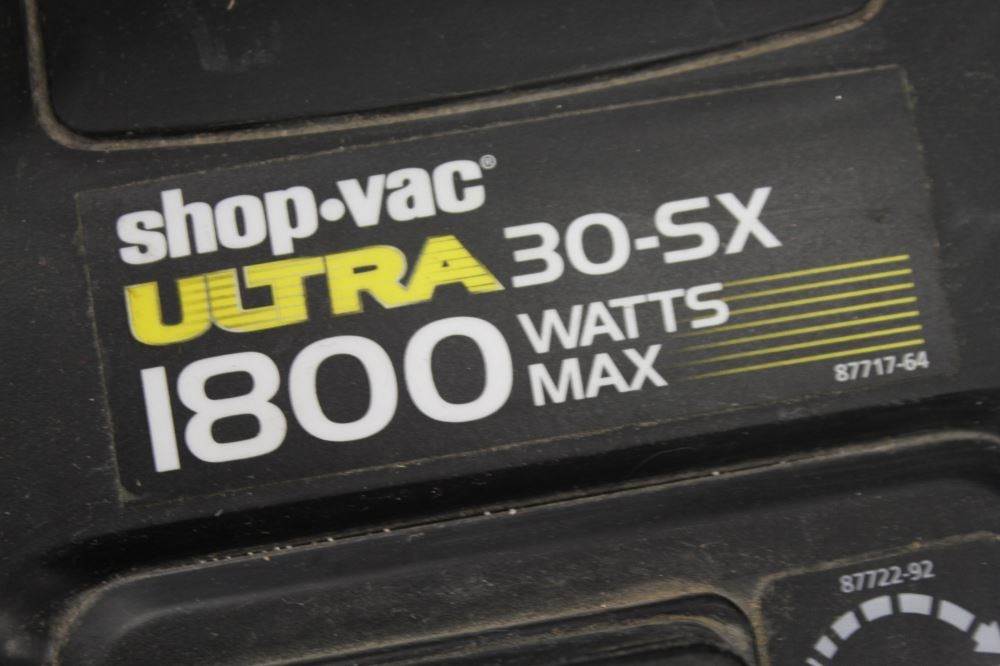 shop·vac®
ULTRA 30-SX
1800 WATTS MAX
87717-64
87722-92